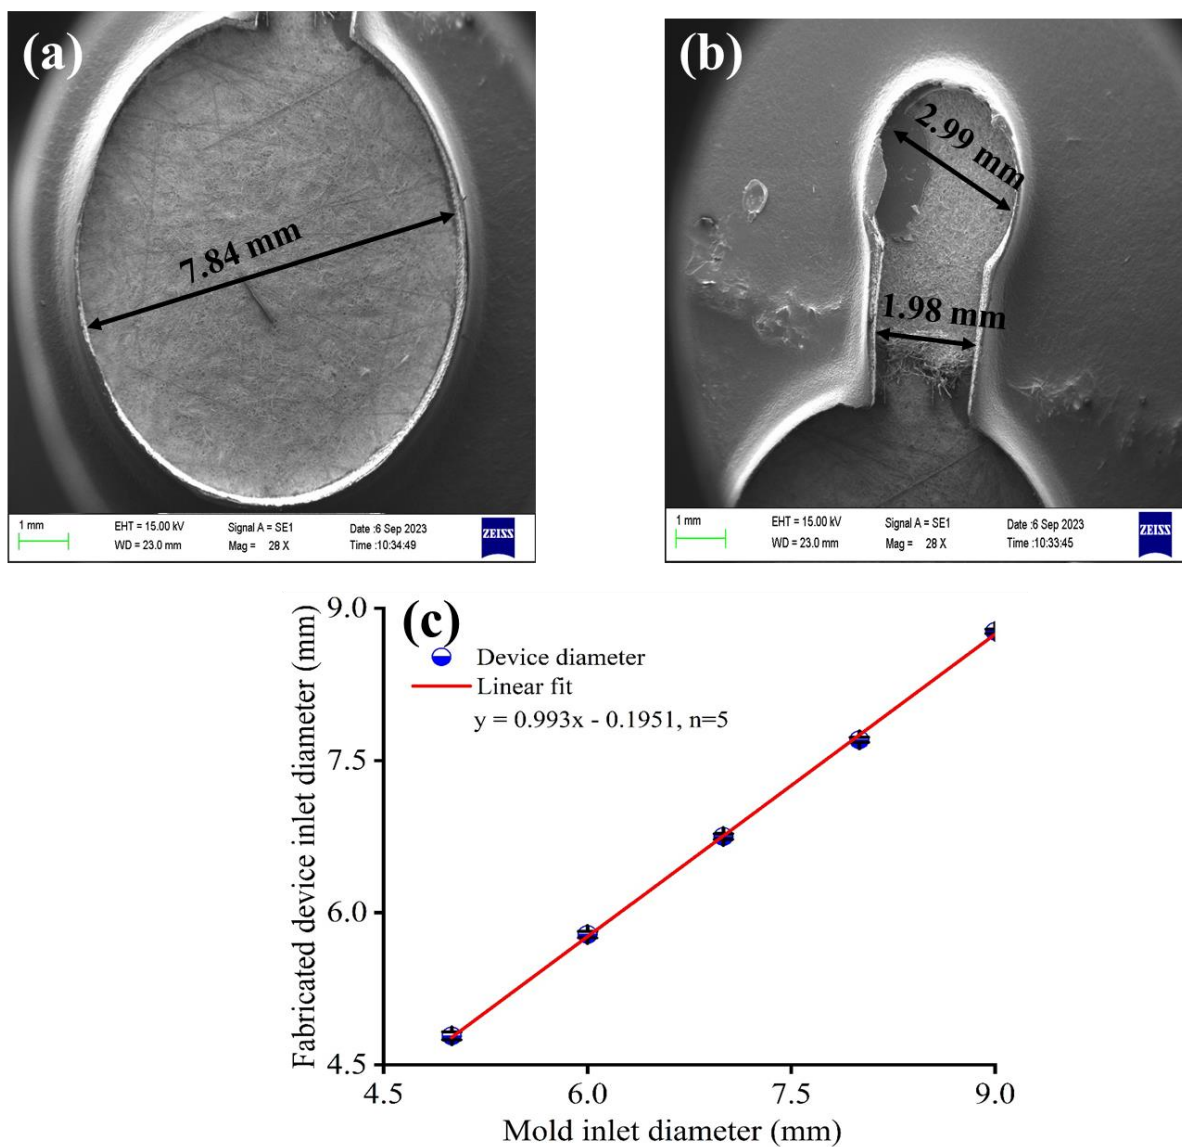 (a)
7.84 mm
1 mm
EHT = 15.00 kV
WD = 23.0 mm
Signal A = SE1
Mag = 28 X
Date :6 Sep 2023
Time :10:34:49
ZEISS
(b)
2.99 mm
1.98 mm
1 mm
EHT = 15.00 kV
WD = 23.0 mm
Signal A = SE1
Mag = 28 X
Date :6 Sep 2023
Time :10:33:45
ZEISS
(c)
Device diameter
Linear fit
y = 0.993x - 0.1951, n=5
Fabricated device inlet diameter (mm)
9.0
7.5
6.0
4.5
4.5 6.0 7.5 9.0
Mold inlet diameter (mm)